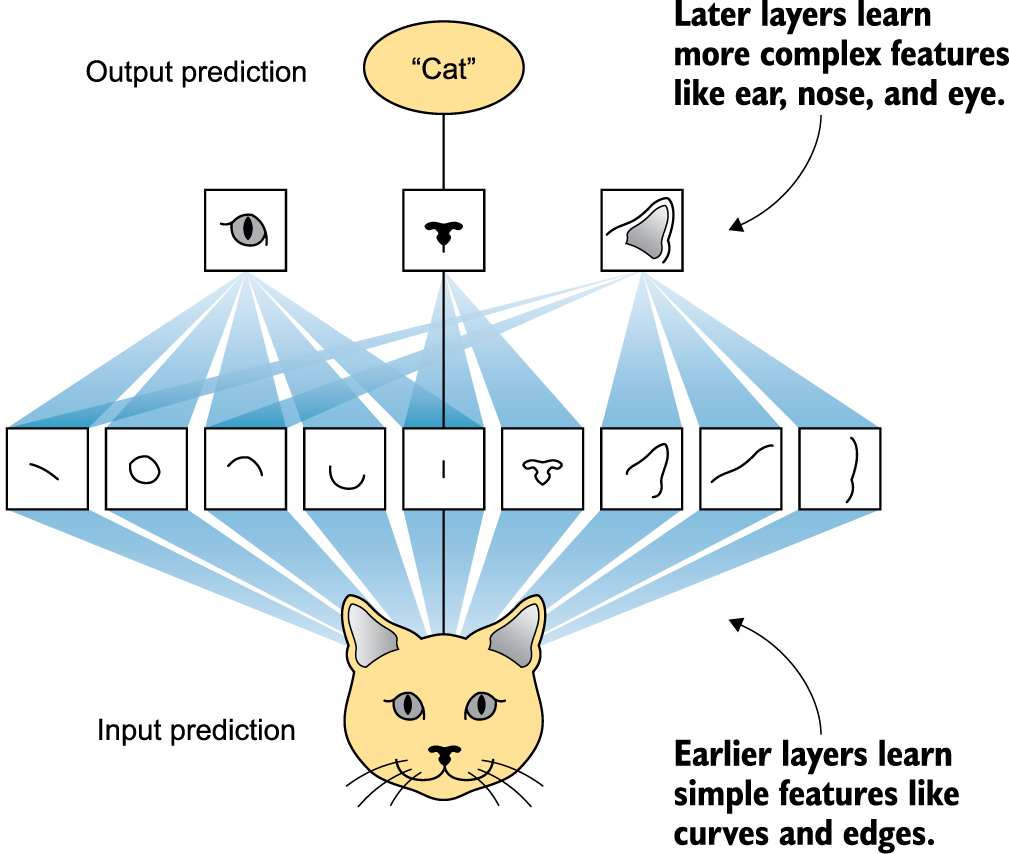 Later layers learn
more complex features
like ear, nose, and eye.
Output prediction
“Cat”
Input prediction
Earlier layers learn
simple features like
curves and edges.